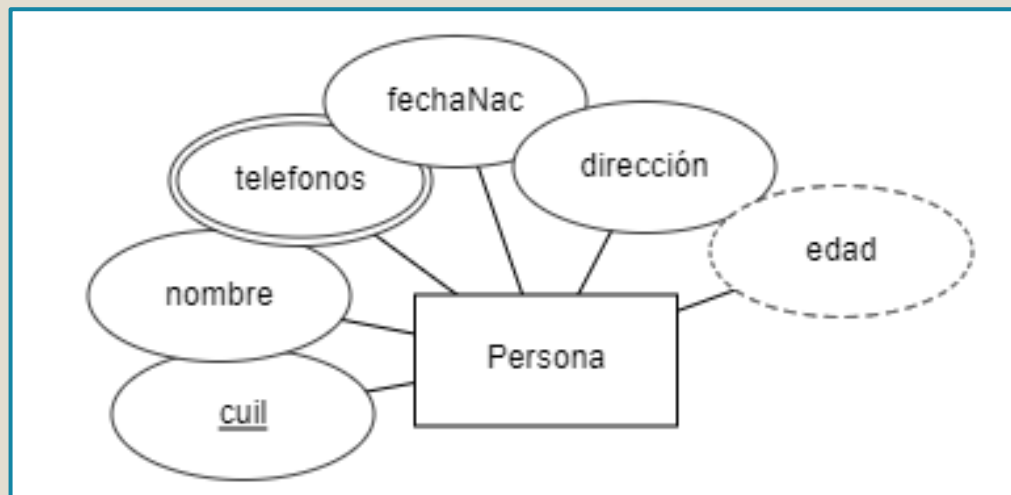 fechaNac
telefonos
dirección
edad
nombre
Persona
cuil